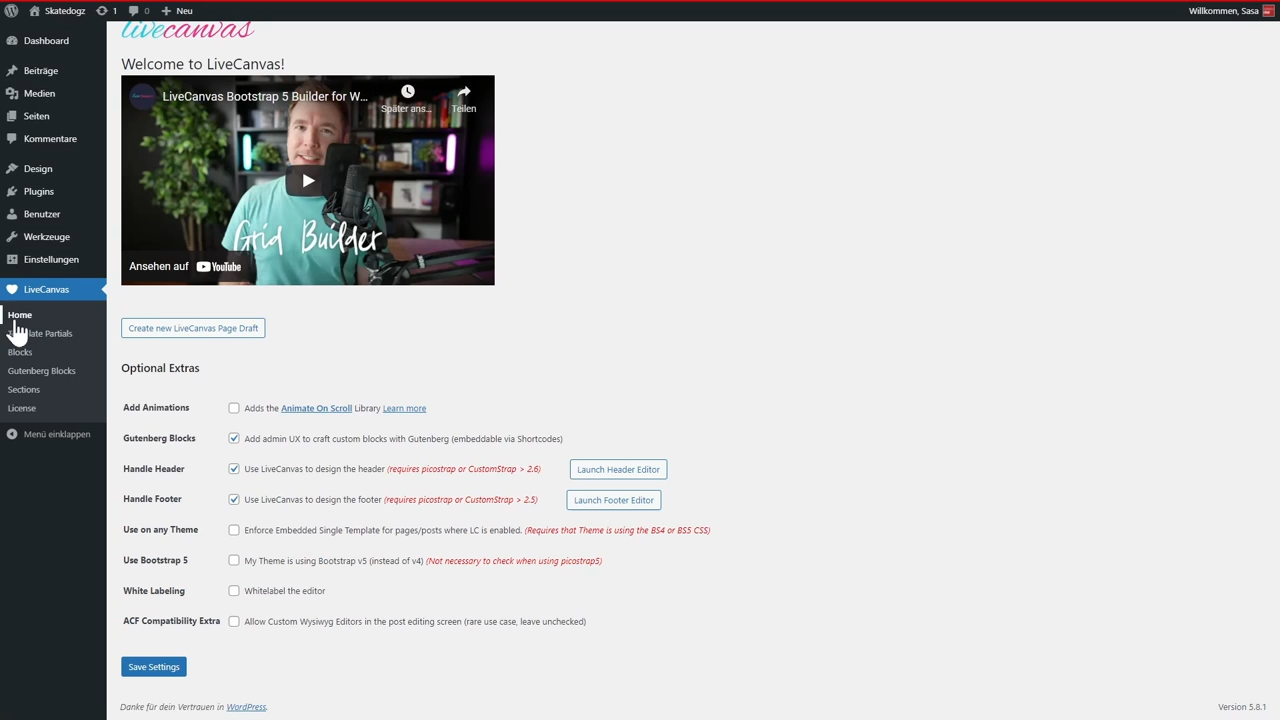 Skatedogz 1 0 Neu Willkommen, Sasa
livecanvas
Dashboard
Beiträge
Medien
Seiten
Kommentare
Design
Plugins
Benutzer
Werkzeuge
Einstellungen
LiveCanvas
Home
Partials
Blocks
Gutenberg Blocks
Sections
License
Menü einklappen
Welcome to LiveCanvas!
LiveCanvas Bootstrap 5 Builder for W...
Später ans...
Teilen
Grid Builder
Ansehen auf YouTube
Create new LiveCanvas Page Draft
Optional Extras
Add Animations Adds the Animate On Scroll Library Learn more
Gutenberg Blocks Add admin UX to craft custom blocks with Gutenberg (embeddable via Shortcodes)
Handle Header Use LiveCanvas to design the header (requires picostrap or CustomStrap > 2.6) Launch Header Editor
Handle Footer Use LiveCanvas to design the footer (requires picostrap or CustomStrap > 2.5) Launch Footer Editor
Use on any Theme Enforce Embedded Single Template for pages/posts where LC is enabled. (Requires that Theme is using the BS4 or BS5 CSS)
Use Bootstrap 5 My Theme is using Bootstrap v5 (instead of v4) (Not necessary to check when using picostrap5)
White Labeling Whitelabel the editor
ACF Compatibility Extra Allow Custom Wysiwyg Editors in the post editing screen (rare use case, leave unchecked)
Save Settings
Danke für dein Vertrauen in WordPress. Version 5.8.1